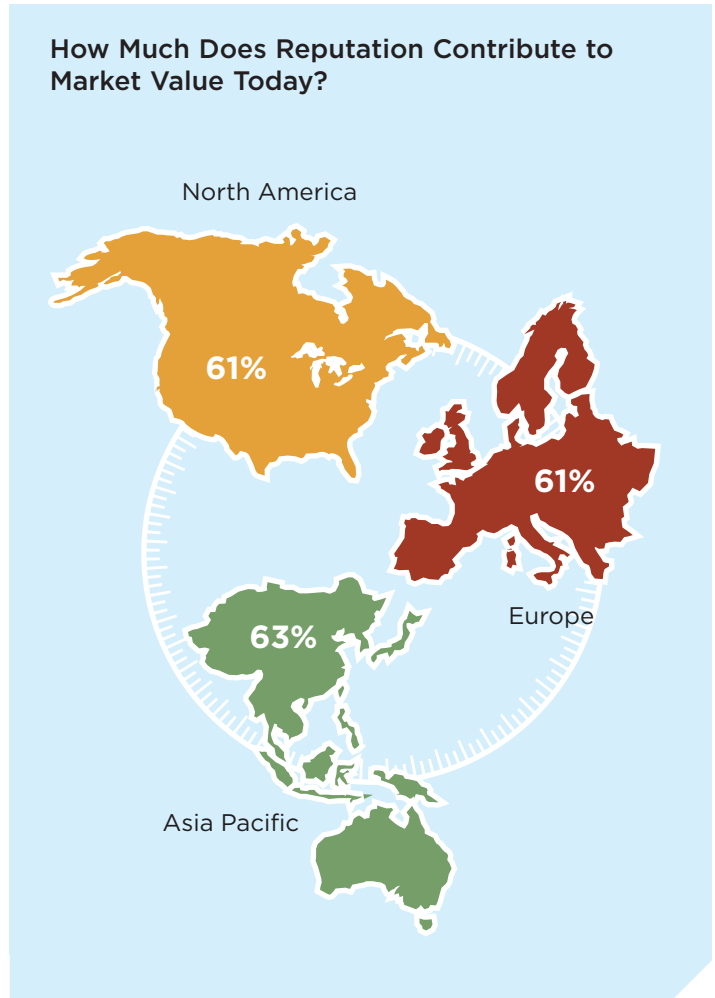 How Much Does Reputation Contribute to
Market Value Today?
North America
61%
61%
Europe
63%
Asia Pacific